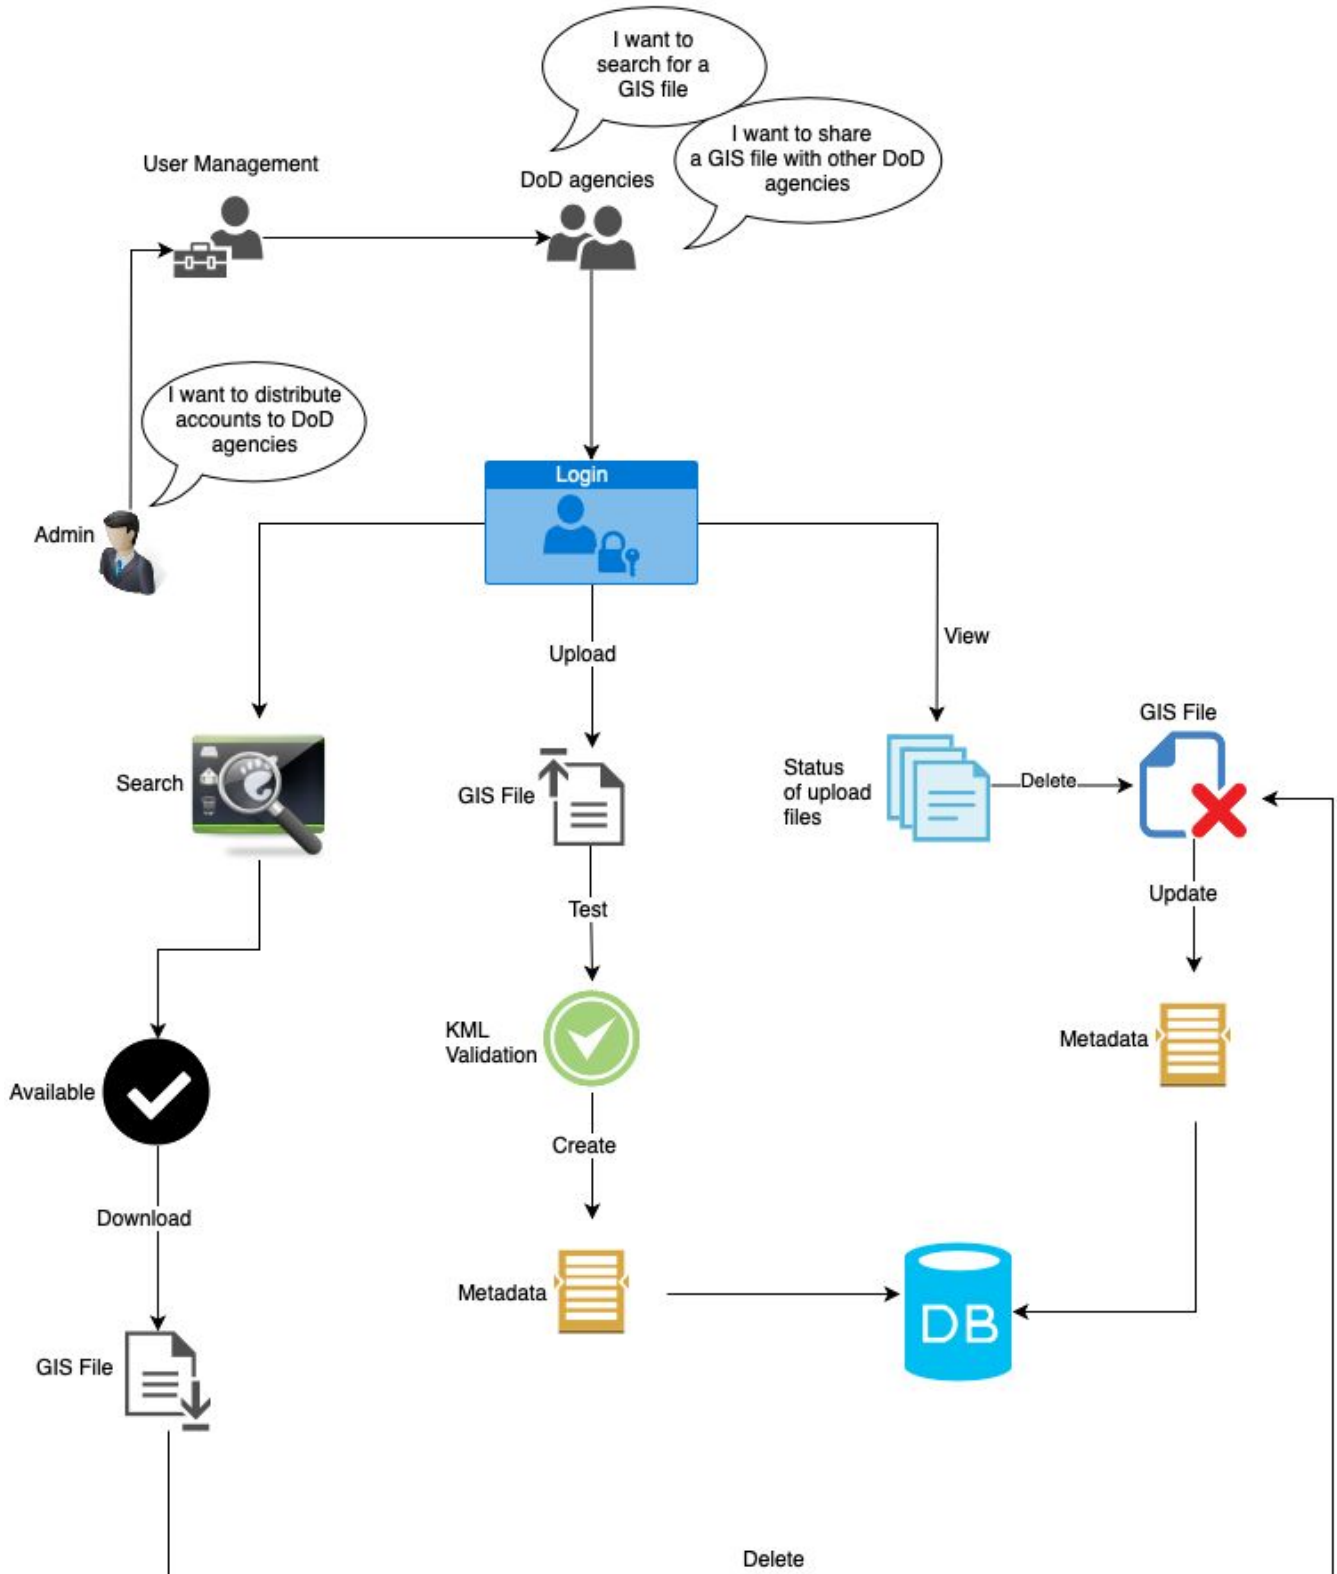 I want to
search for a
GIS file
I want to share
a GIS file with other DoD
agencies
User Management
DoD agencies
I want to distribute
accounts to DoD
agencies
Login
Admin
Upload
View
GIS File
Search
GIS File
Status
of upload
files
Delete
Update
Test
KML
Validation
Metadata
Available
Create
Download
Metadata
DB
GIS File
Delete